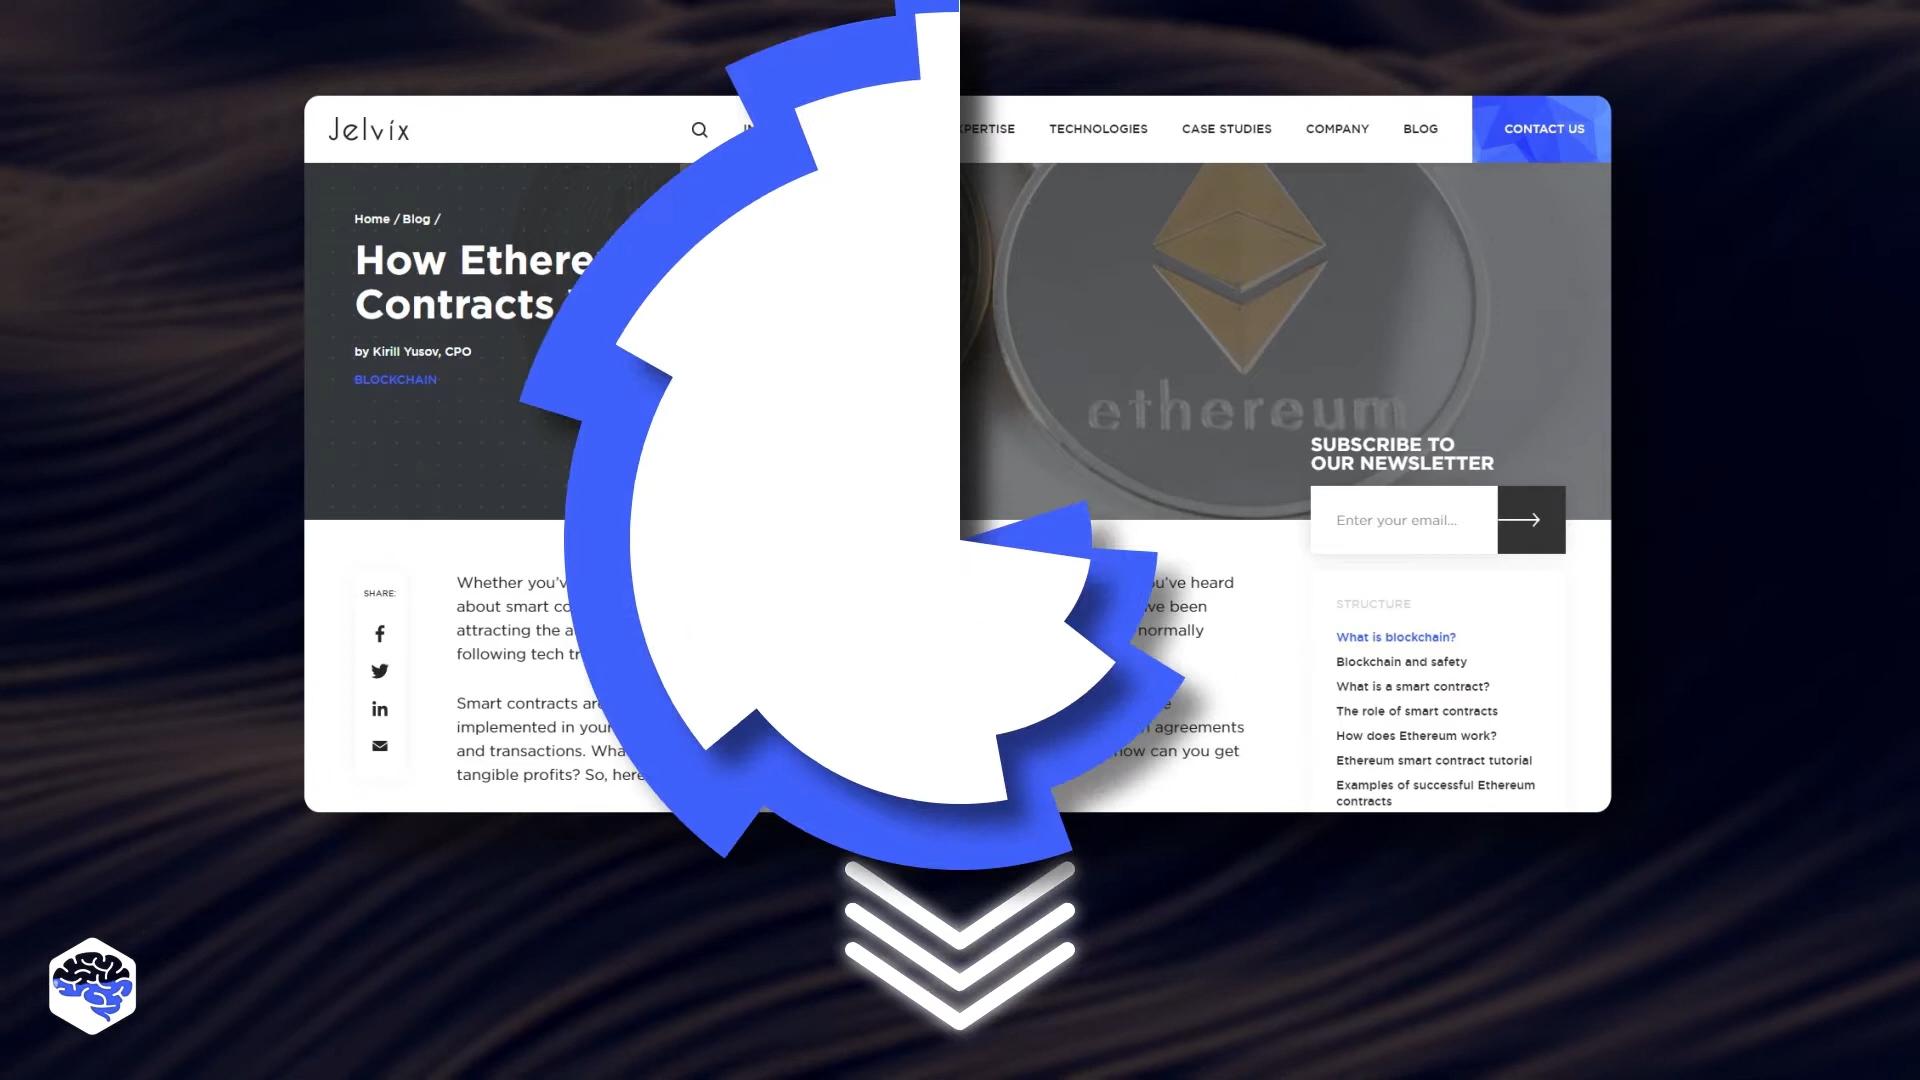 Jelvix
PERTISE
TECHNOLOGIES
CASE STUDIES
COMPANY
BLOG
CONTACT US
Home / Blog /
How Ethere
Contracts
by Kirill Yusov, CPO
BLOCKCHAIN
ethereum
SUBSCRIBE TO
OUR NEWSLETTER
Enter your email...
SHARE:
Whether you'v
about smart co
attracting the a
following tech tr
Smart contracts are
implemented in your
and transactions. Wha
tangible profits? So, here
ou've heard
ve been
normally
agreements
how can you get
STRUCTURE
What is blockchain?
Blockchain and safety
What is a smart contract?
The role of smart contracts
How does Ethereum work?
Ethereum smart contract tutorial
Examples of successful Ethereum
contracts